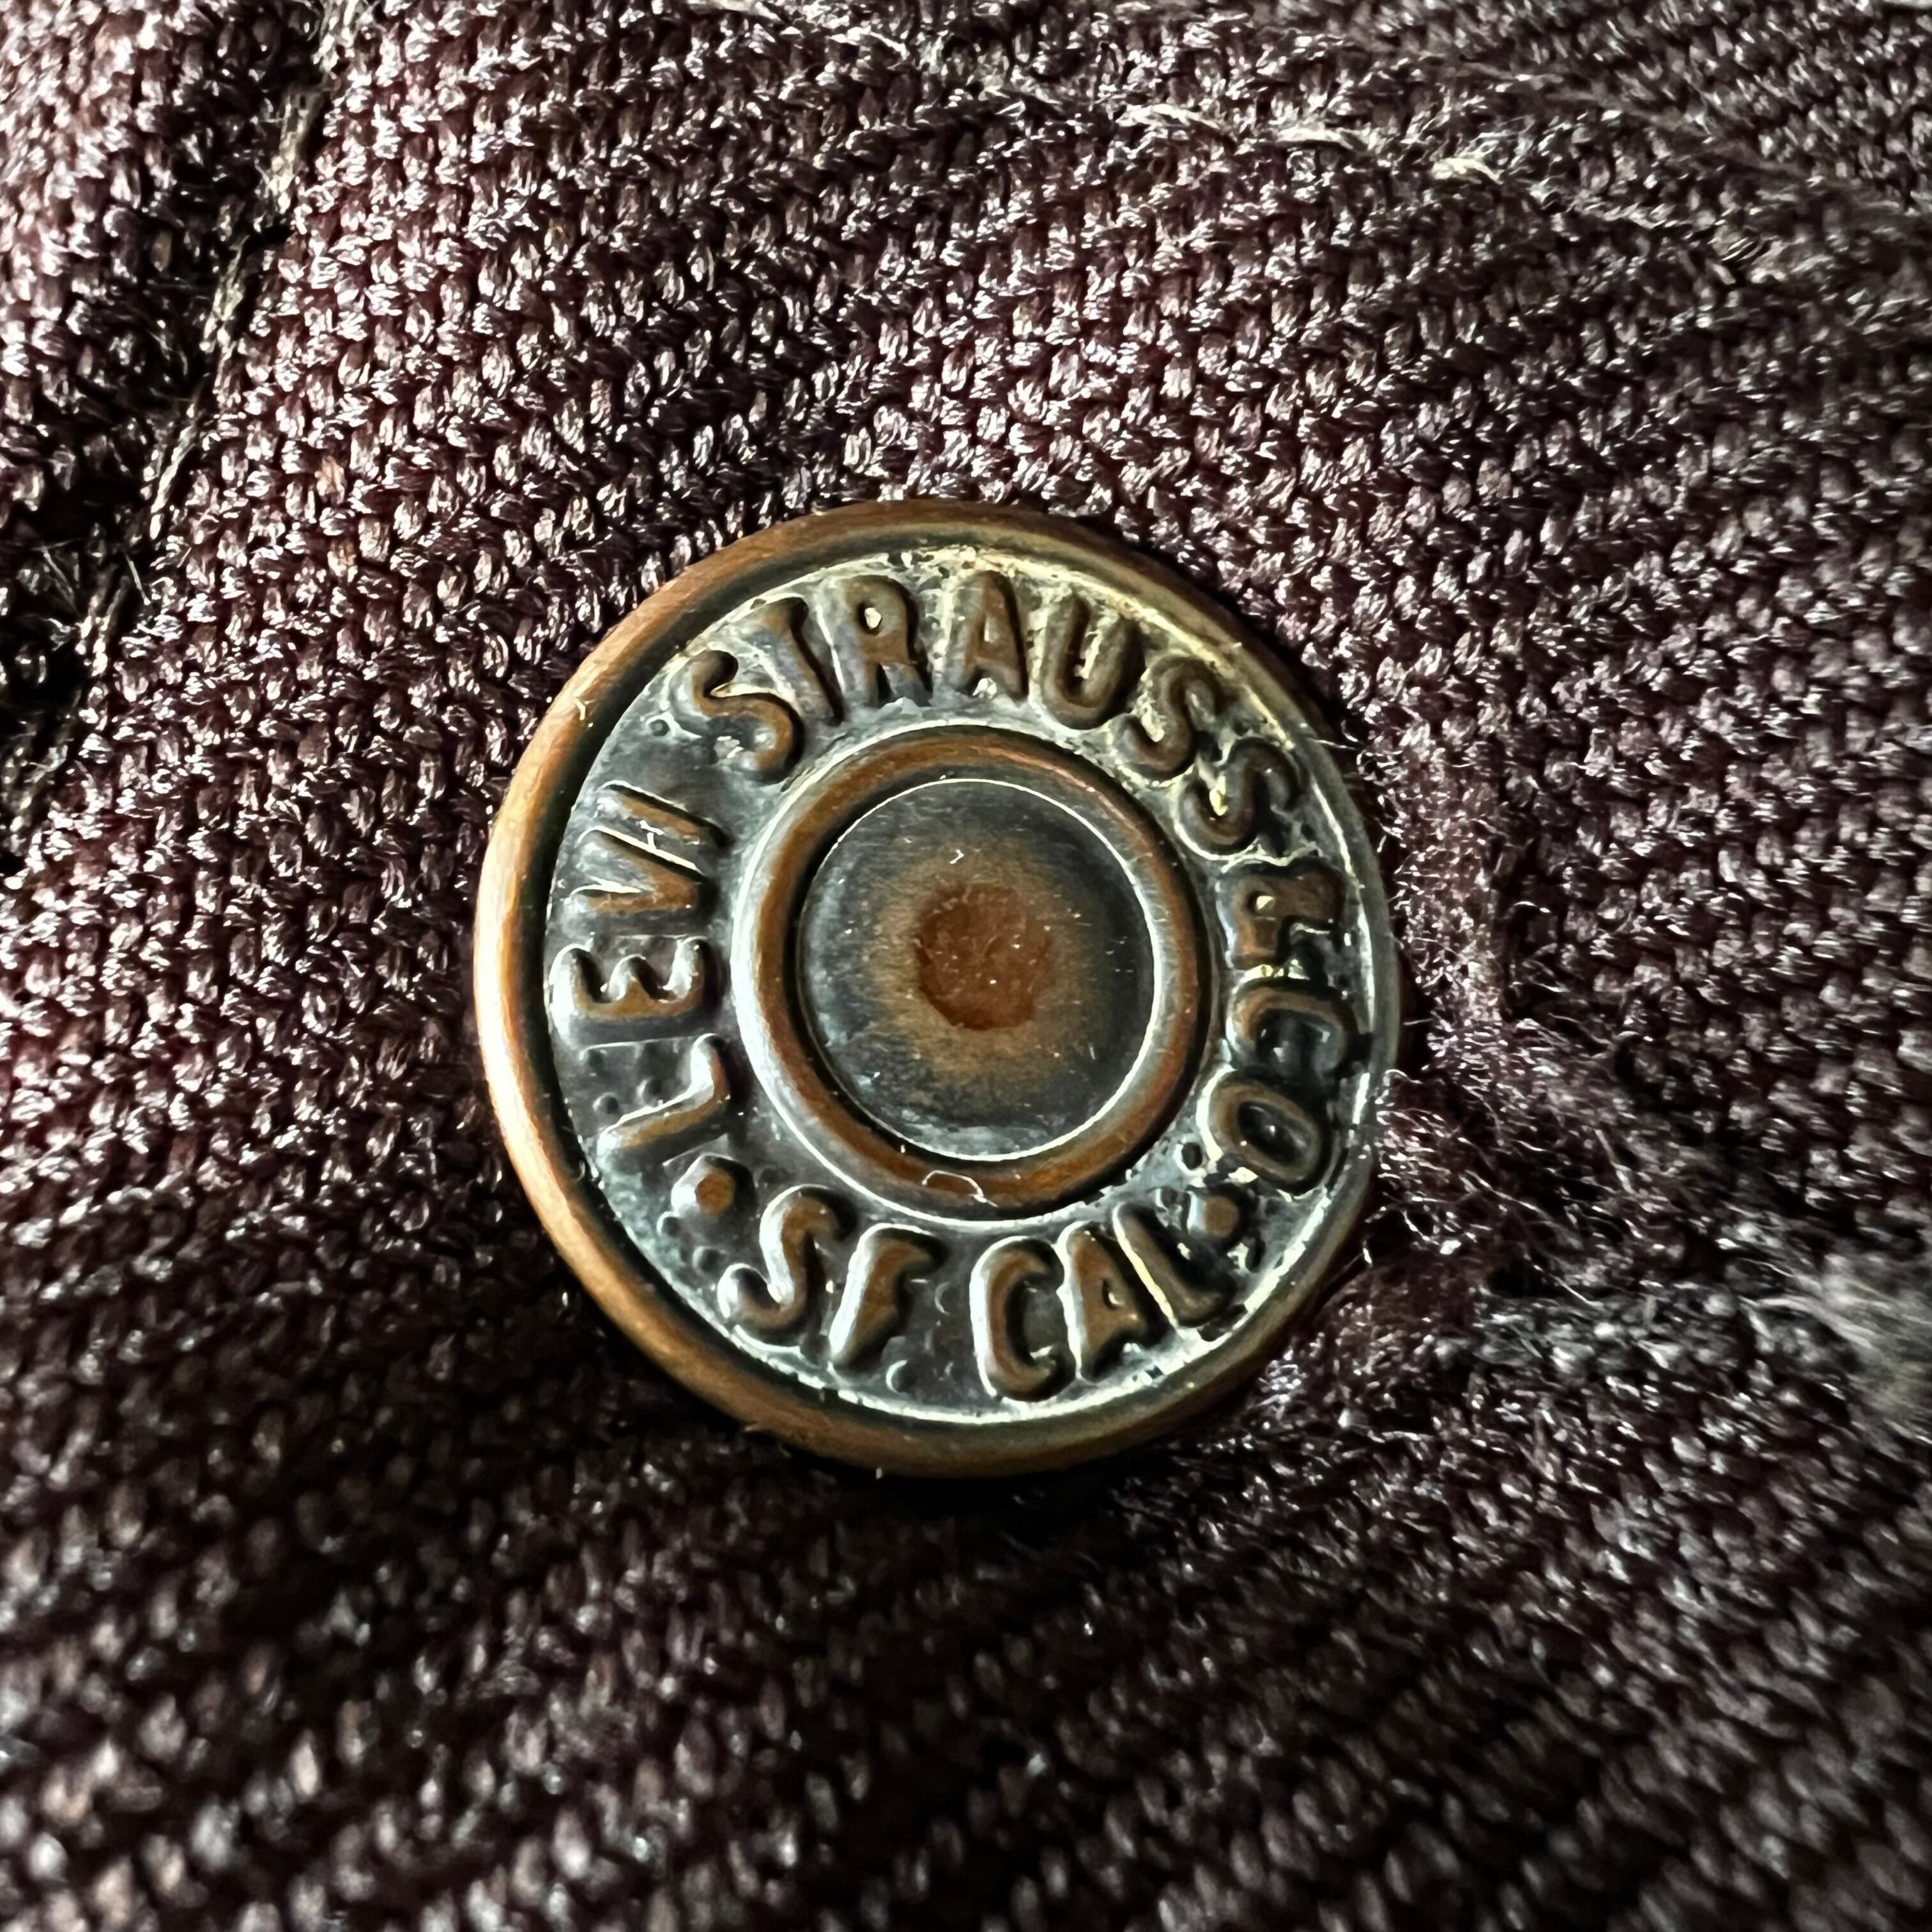 LEVI STRAUSS & CO
• SF CAL •